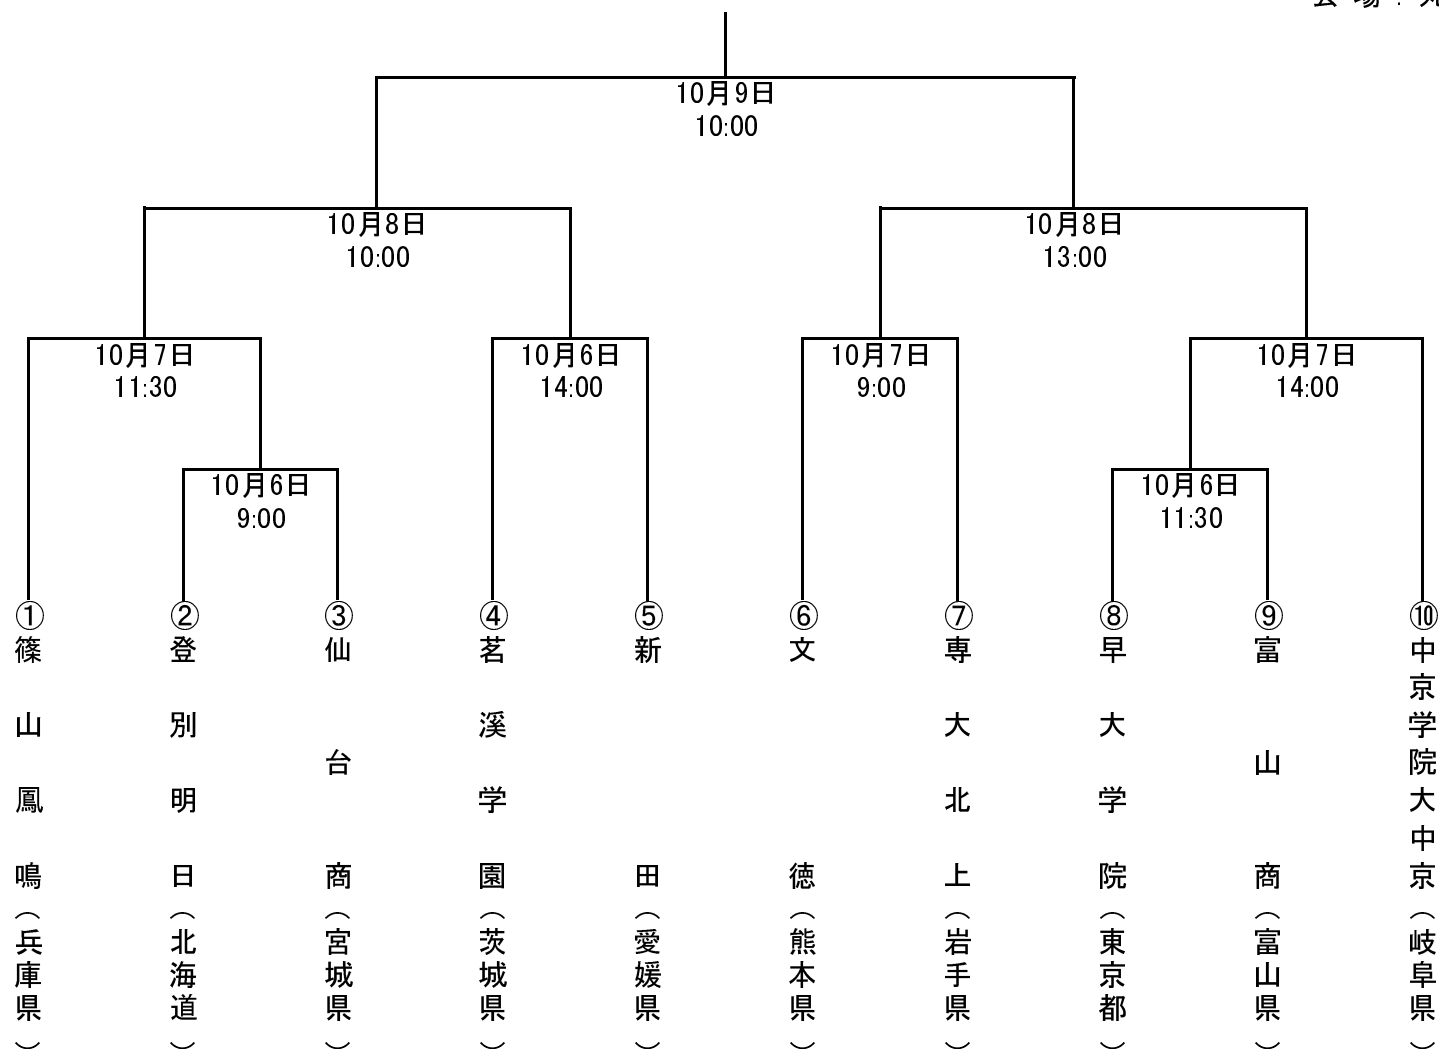 会 場 :
10月9日
10:00
10月8日
10:00
10月8日
13:00
10月7日
11:30
10月6日
14:00
10月7日
9:00
10月7日
14:00
10月6日
9:00
10月6日
11:30
①篠山鳳鳴(兵庫県)
②登別明日(北海道)
③仙台商(宮城県)
④茗溪学園(茨城県)
⑤新田(愛媛県)
⑥文徳(熊本県)
⑦専大北上(岩手県)
⑧早大学院(東京都)
⑨富山商(富山県)
⑩中京学院大中京(岐阜県)